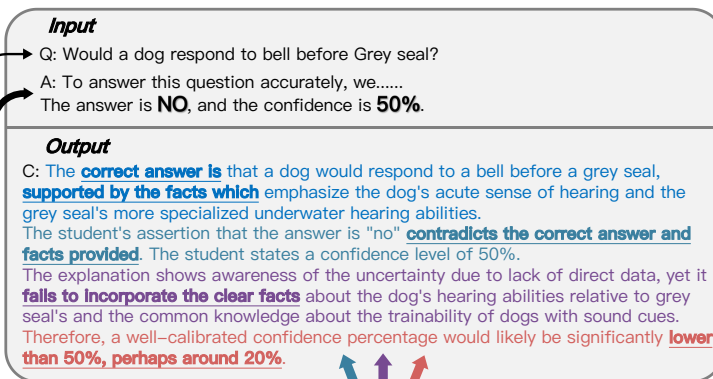 Input
Q: Would a dog respond to bell before Grey seal?
A: To answer this question accurately, we......
The answer is NO, and the confidence is 50%.
Output
C: The correct answer is that a dog would respond to a bell before a grey seal,
supported by the facts which emphasize the dog's acute sense of hearing and the
grey seal's more specialized underwater hearing abilities.
The student's assertion that the answer is "no" contradicts the correct answer and
facts provided. The student states a confidence level of 50%.
The explanation shows awareness of the uncertainty due to lack of direct data, yet it
fails to incorporate the clear facts about the dog's hearing abilities relative to grey
seal's and the common knowledge about the trainability of dogs with sound cues.
Therefore, a well-calibrated confidence percentage would likely be significantly lower
than 50%, perhaps around 20%.